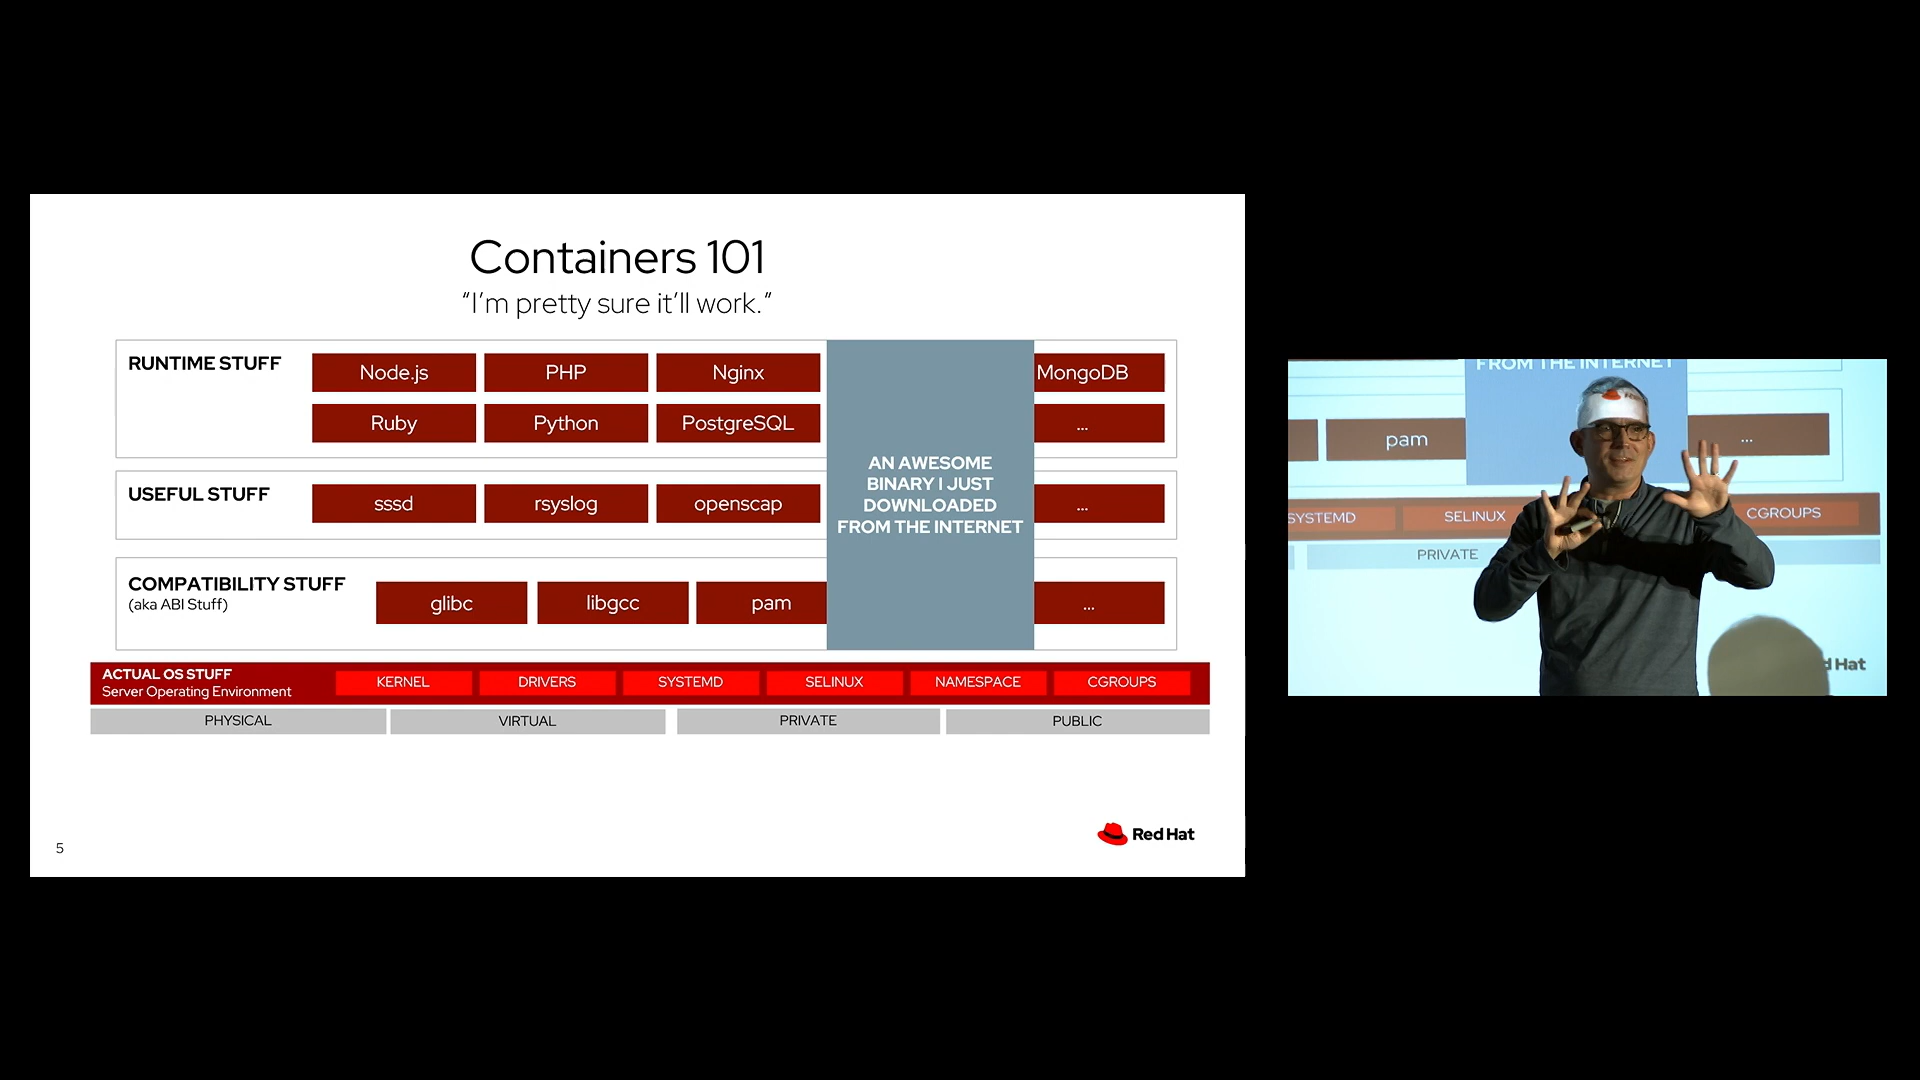 Containers 101
“I’m pretty sure it’ll work.”
RUNTIME STUFF
Node.js
PHP
Nginx
MongoDB
Ruby
Python
PostgreSQL
...
USEFUL STUFF
sssd
rsyslog
openscap
...
AN AWESOME
BINARY I JUST
DOWNLOADED
FROM THE INTERNET
COMPATIBILITY STUFF
(aka ABI Stuff)
glibc
libgcc
pam
...
ACTUAL OS STUFF
Server Operating Environment
KERNEL
DRIVERS
SYSTEMD
SELINUX
NAMESPACE
CGROUPS
PHYSICAL
VIRTUAL
PRIVATE
PUBLIC
Red Hat
5
FROM THE INTERNET
pam
...
SYSTEMD
SELINUX
CGROUPS
PRIVATE
d Hat